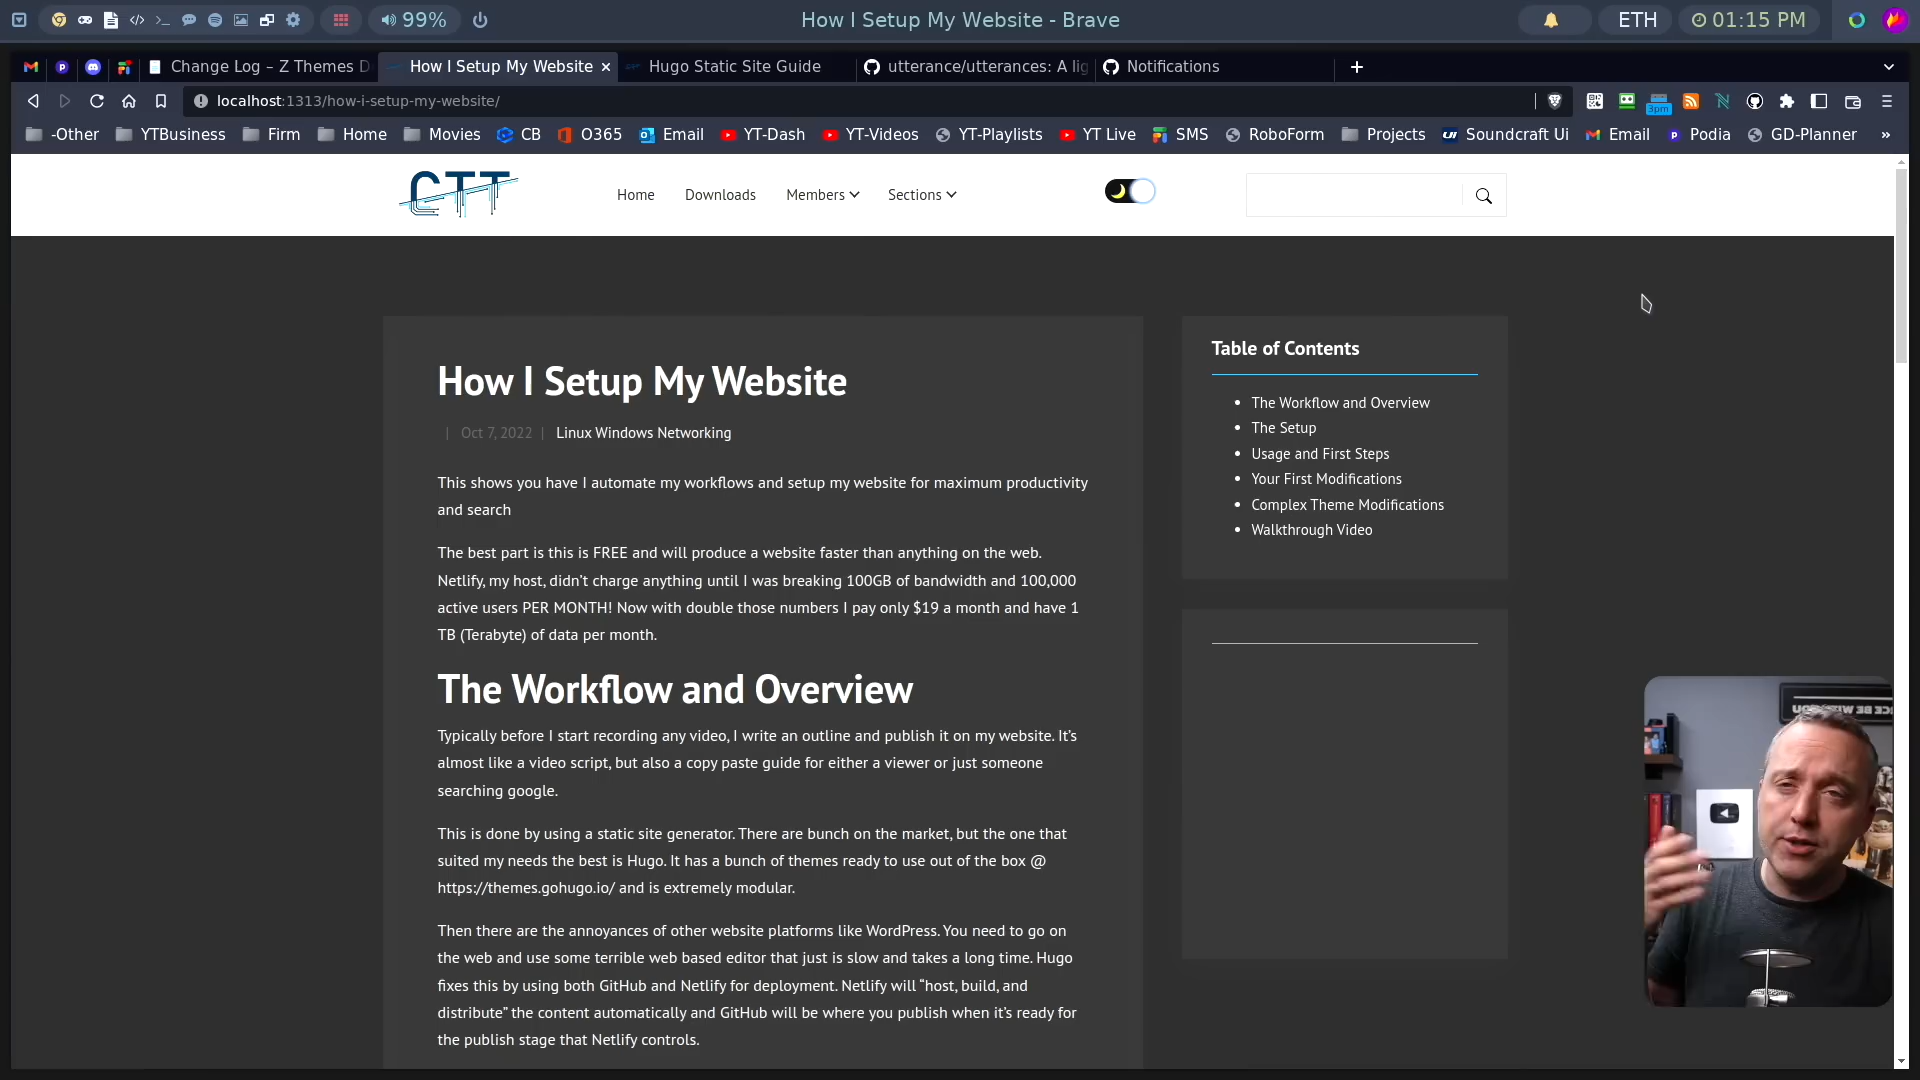 99%
How I Setup My Website - Brave
ETH
01:15 PM
Change Log – Z Themes D
How I Setup My Website
Hugo Static Site Guide
utterance/utterances: A lig
Notifications
localhost:1313/how-i-setup-my-website/
3pm
-Other
YTBusiness
Firm
Home
Movies
CB
O365
Email
YT-Dash
YT-Videos
YT-Playlists
YT Live
SMS
RoboForm
Projects
Soundcraft Ui
Email
Podia
GD-Planner
»
CTT
Home
Downloads
Members
Sections
How I Setup My Website
| Oct 7, 2022 | Linux Windows Networking
This shows you have I automate my workflows and setup my website for maximum productivity
and search
The best part is this is FREE and will produce a website faster than anything on the web.
Netlify, my host, didn't charge anything until I was breaking 100GB of bandwidth and 100,000
active users PER MONTH! Now with double those numbers I pay only $19 a month and have 1
TB (Terabyte) of data per month.
The Workflow and Overview
Typically before I start recording any video, I write an outline and publish it on my website. It's
almost like a video script, but also a copy paste guide for either a viewer or just someone
searching google.
This is done by using a static site generator. There are bunch on the market, but the one that
suited my needs the best is Hugo. It has a bunch of themes ready to use out of the box @
https://themes.gohugo.io/ and is extremely modular.
Then there are the annoyances of other website platforms like WordPress. You need to go on
the web and use some terrible web based editor that just is slow and takes a long time. Hugo
fixes this by using both GitHub and Netlify for deployment. Netlify will “host, build, and
distribute” the content automatically and GitHub will be where you publish when it's ready for
the publish stage that Netlify controls.
Table of Contents
The Workflow and Overview
The Setup
Usage and First Steps
Your First Modifications
Complex Theme Modifications
Walkthrough Video